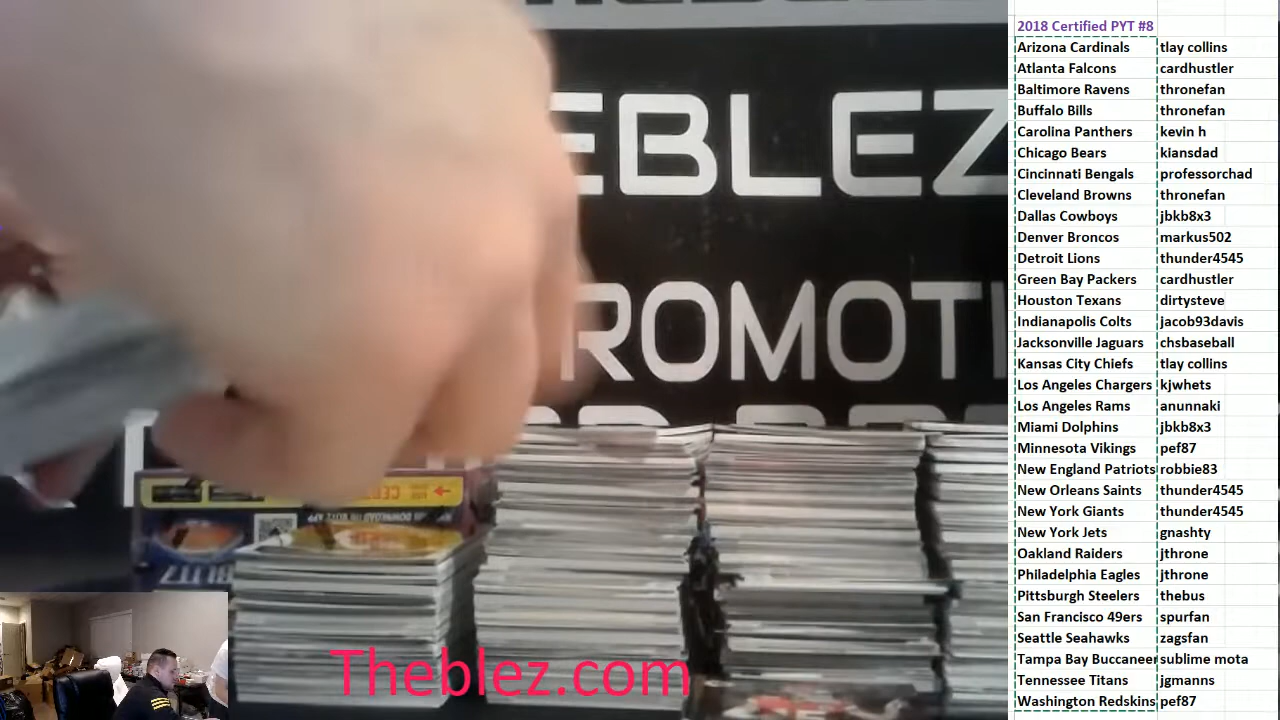 EBLEZ
ROMOTI
Theblez.com
2018 Certified PYT #8
Arizona Cardinals tlay collins
Atlanta Falcons cardhustler
Baltimore Ravens thronefan
Buffalo Bills thronefan
Carolina Panthers kevin h
Chicago Bears kiansdad
Cincinnati Bengals professorchad
Cleveland Browns thronefan
Dallas Cowboys jbkb8x3
Denver Broncos markus502
Detroit Lions thunder4545
Green Bay Packers cardhustler
Houston Texans dirtysteve
Indianapolis Colts jacob93davis
Jacksonville Jaguars chsbaseball
Kansas City Chiefs tlay collins
Los Angeles Chargers kjwhets
Los Angeles Rams anunnaki
Miami Dolphins jbkb8x3
Minnesota Vikings pef87
New England Patriots robbie83
New Orleans Saints thunder4545
New York Giants thunder4545
New York Jets gnashty
Oakland Raiders jthrone
Philadelphia Eagles jthrone
Pittsburgh Steelers thebus
San Francisco 49ers spurfan
Seattle Seahawks zagsfan
Tampa Bay Buccaneer sublime mota
Tennessee Titans jgmanns
Washington Redskins pef87